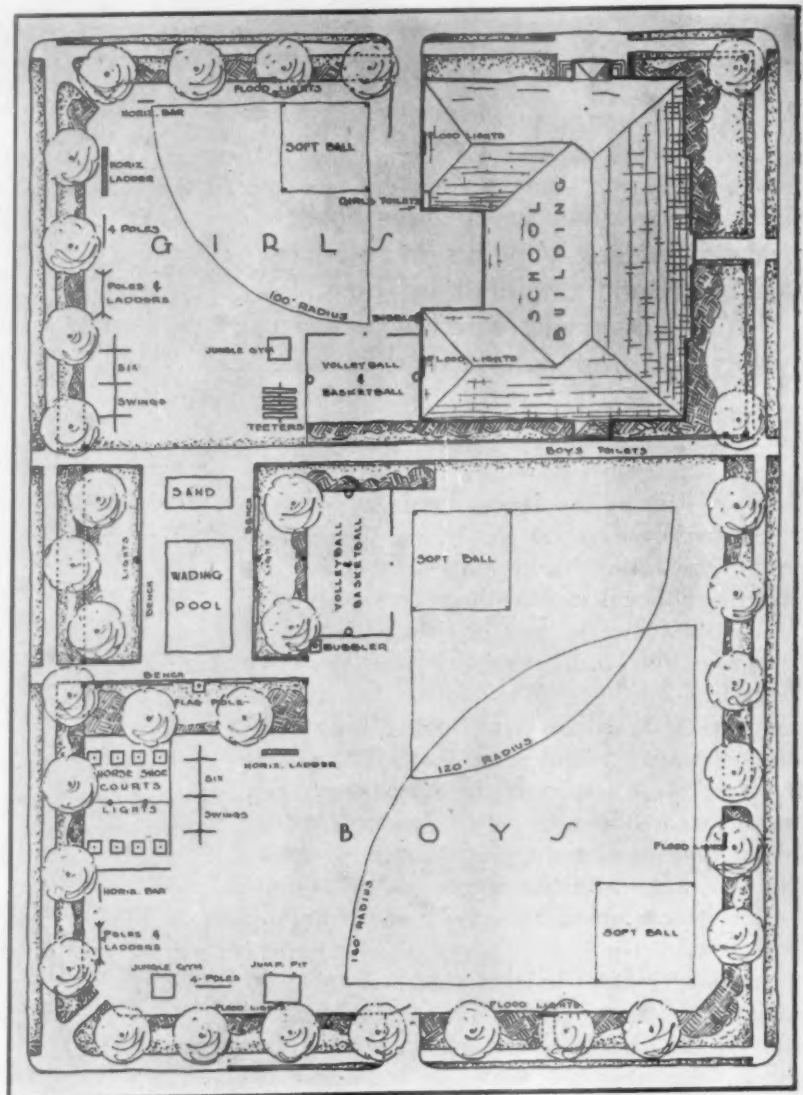 FLOOD LIGHTS
HORIZ. BAR
SOFT BALL
FLOOD LIGHTS
HORIZ.
LADDER
GIRLS TOILETS
4 POLES
GIRLS
SCHOOL
BUILDING
POLES &
LADDERS
100' RADIUS
BUBBLER
JUNGLE GYM
VOLLEYBALL
&
BASKETBALL
FLOOD LIGHTS
SIX
SWINGS
TEETERS
BOYS TOILETS
SAND
LIGHTS
BENCH
WADING
POOL
BENCH
LIGHT
VOLLEYBALL
&
BASKETBALL
SOFT BALL
BUBBLER
BENCH
FLAG POLE
HORSE SHOE
COURTS
LIGHTS
SIX
SWINGS
HORIZ. LADDER
120' RADIUS
BOYS
FLOOD LIGHTS
HORIZ. BAR
160' RADIUS
SOFT BALL
POLES &
LADDERS
JUNGLE GYM
4 POLES
JUMP PIT
FLOOD LIGHTS
FLOOD LIGHTS